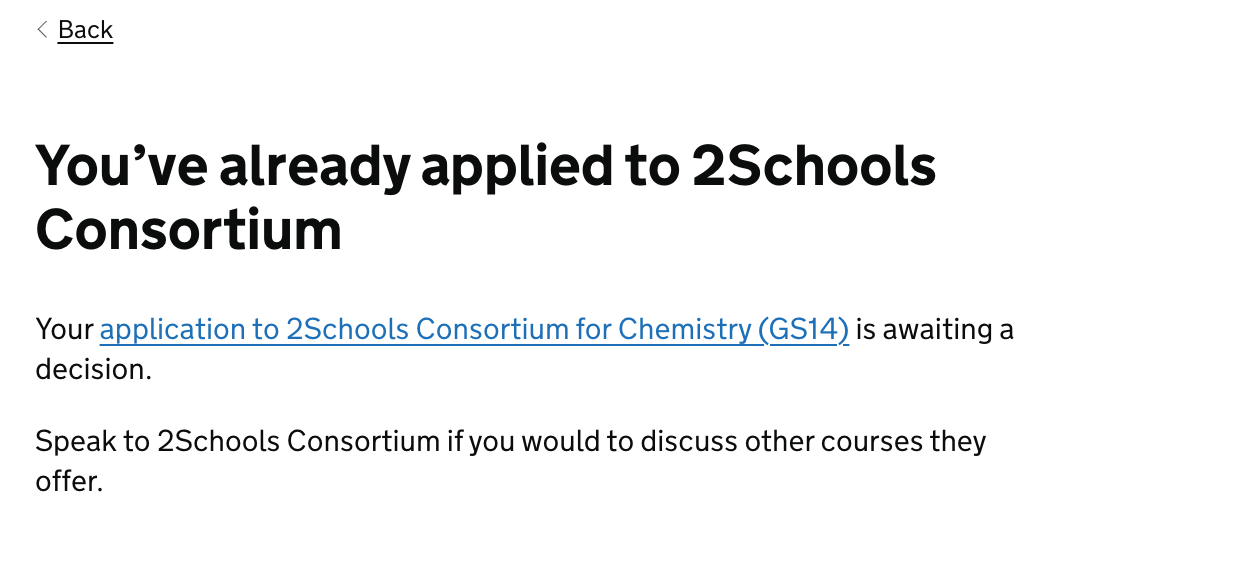 Back
You’ve already applied to 2Schools
Consortium
Your application to 2Schools Consortium for Chemistry (GS14) is awaiting a
decision.
Speak to 2Schools Consortium if you would to discuss other courses they
offer.